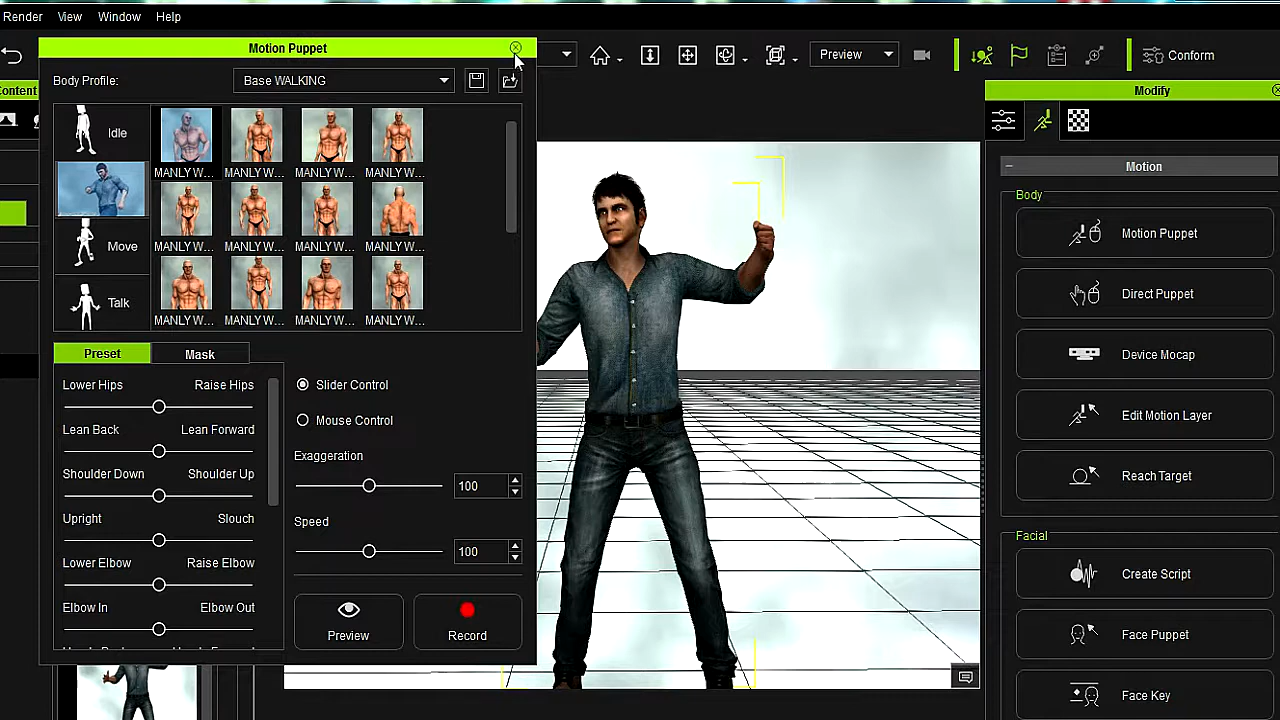 Render View Window Help
Motion Puppet
Preview
Conform
Body Profile:
Base WALKING
Content
Modify
Idle
MANLY W... MANLY W... MANLY W... MANLY W...
Motion
Body
Motion Puppet
Move
MANLY W... MANLY W... MANLY W... MANLY W...
Direct Puppet
Talk
MANLY W... MANLY W... MANLY W... MANLY W...
Device Mocap
Preset Mask
Lower Hips Raise Hips
Slider Control
Edit Motion Layer
Lean Back Lean Forward
Mouse Control
Exaggeration
Shoulder Down Shoulder Up
100
Reach Target
Upright Slouch
Speed
Facial
Lower Elbow Raise Elbow
100
Create Script
Elbow In Elbow Out
Preview
Record
Face Puppet
Face Key